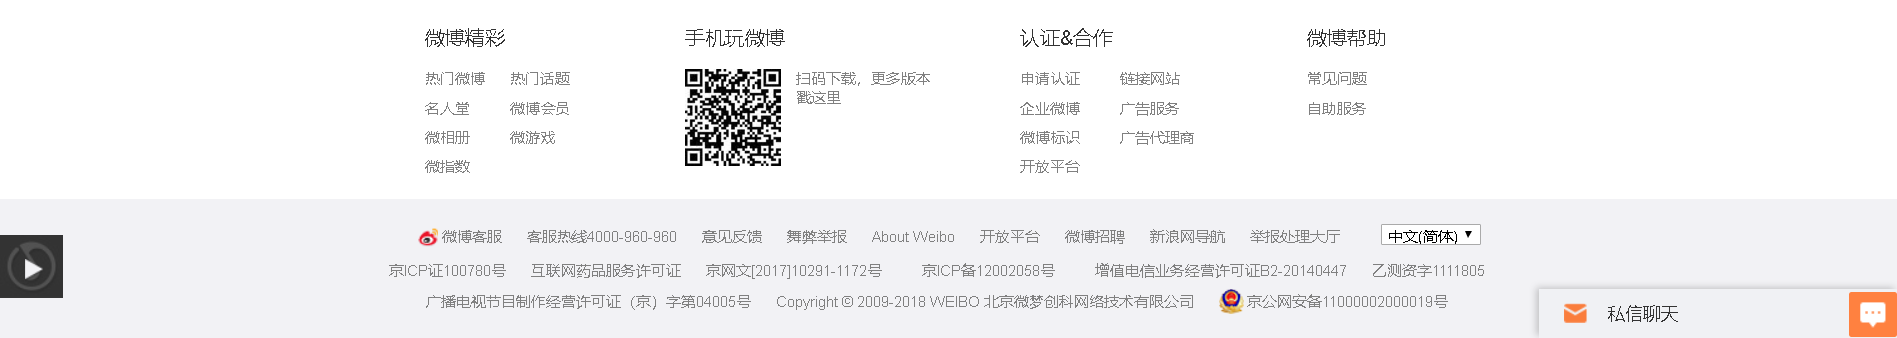 微博精彩 手机玩微博 认证&合作 微博帮助
热门微博 热门话题 扫码下载，更多版本 申请认证 链接网站 常见问题
戳这里
名人堂 微博会员 企业微博 广告服务 自助服务
微相册 微游戏 微博标识 广告代理商
微指数 开放平台
微博客服 客服热线4000-960-960 意见反馈 舞弊举报 About Weibo 开放平台 微博招聘 新浪网导航 举报处理大厅 中文(简体)
京ICP证100780号 互联网药品服务许可证 京网文[2017]10291-1172号 京ICP备12002058号 增值电信业务经营许可证B2-20140447 乙测资字1111805
广播电视节目制作经营许可证（京）字第04005号 Copyright © 2009-2018 WEIBO 北京微梦创科网络技术有限公司 京公网安备11000002000019号
私信聊天